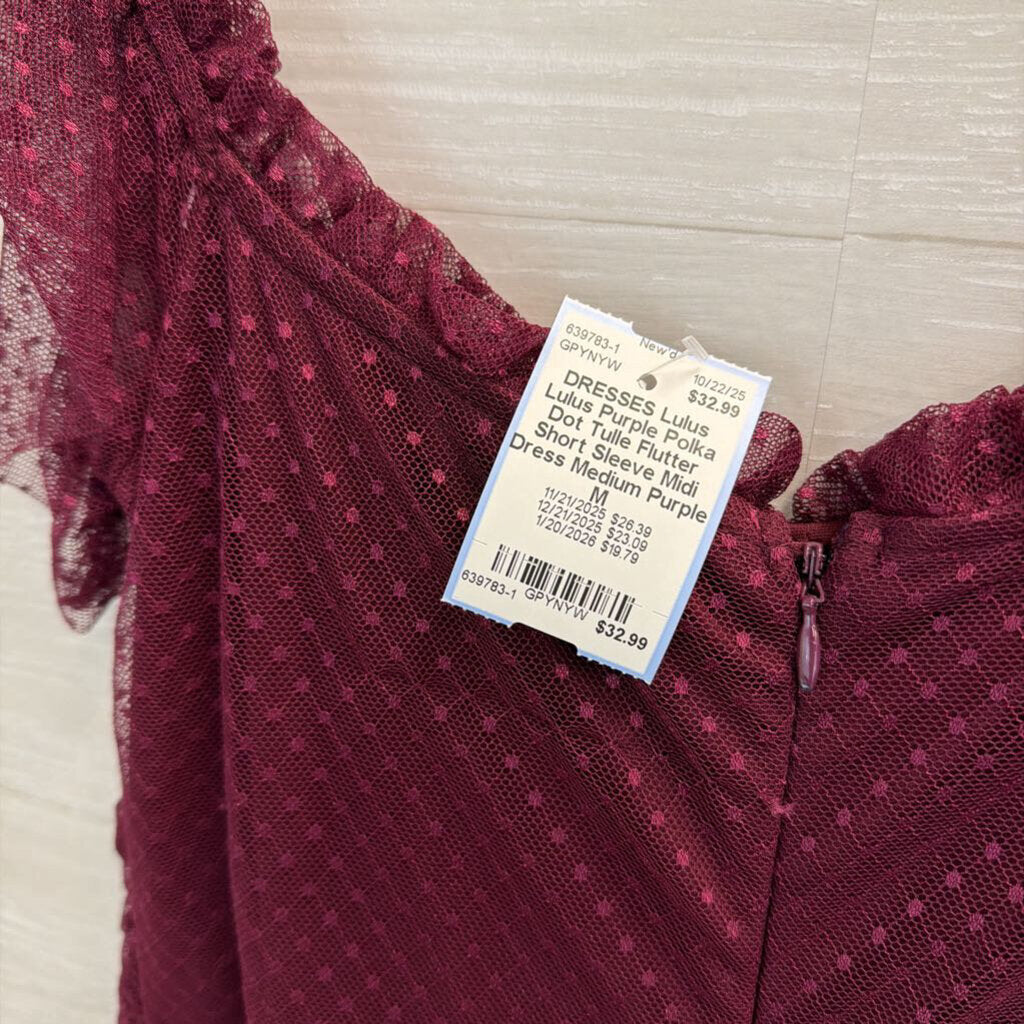 639783-1
New'd
10/22/25
GPYNYW
$32.99
DRESSES Lulus
Lulus Purple Polka
Dot Tulle Flutter
Short Sleeve Midi
Dress Medium Purple
M
11/21/2025 $26.39
12/21/2025 $23.09
1/20/2026 $19.79
639783-1 GPYNYW
$32.99